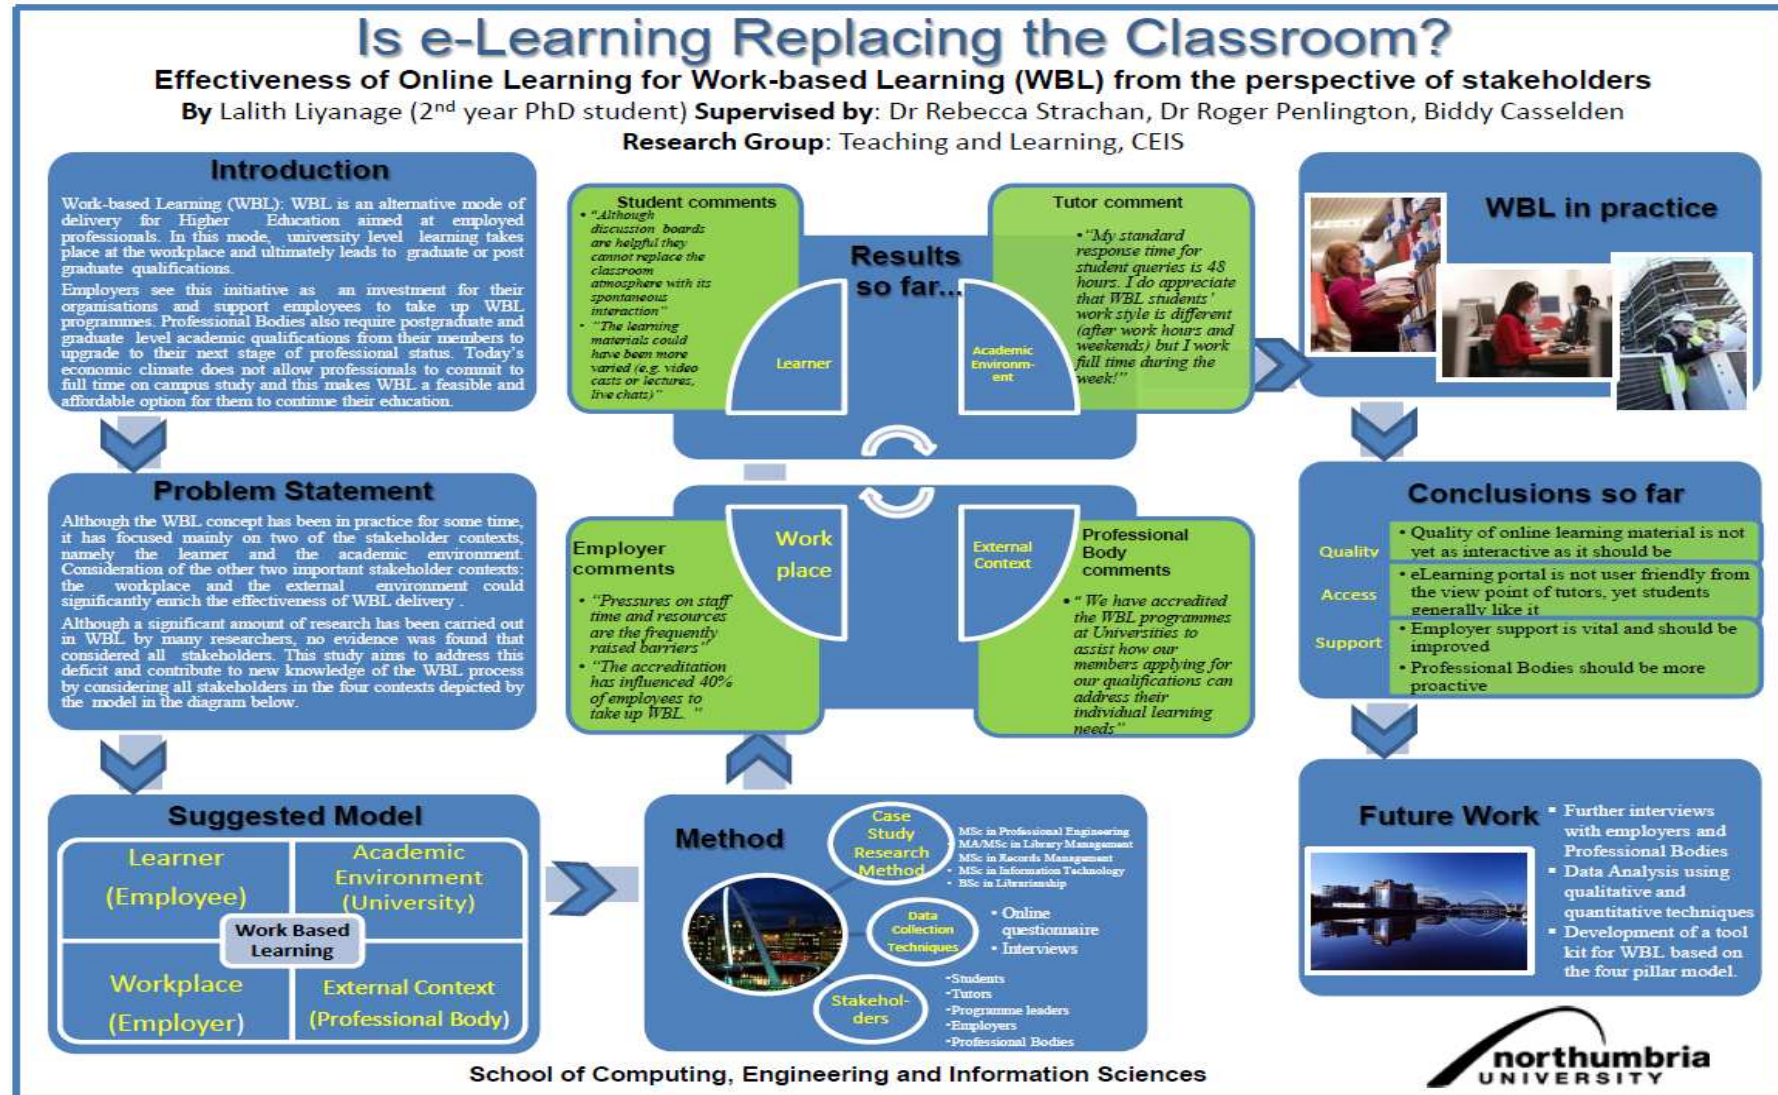 Is e-Learning Replacing the Classroom?
Effectiveness of Online Learning for Work-based Learning (WBL) from the perspective of stakeholders
By Lalith Liyanage (2nd year PhD student) Supervised by: Dr Rebecca Strachan, Dr Roger Penlington, Biddy Casselden
Research Group: Teaching and Learning, CEIS
Introduction
Work-based Learning (WBL): WBL is an alternative mode of
delivery for Higher Education aimed at employed
professionals. In this mode, university level learning takes
place at the workplace and ultimately leads to graduate or post
graduate qualifications.
Employers see this initiative as an investment for their
organisations and support employees to take up WBL
programmes. Professional Bodies also require postgraduate and
graduate level academic qualifications from their members to
upgrade to their next stage of professional status. Today's
economic climate does not allow professionals to commit to
full time on campus study and this makes WBL a feasible and
affordable option for them to continue their education.
Problem Statement
Although the WBL concept has been in practice for some time,
it has focused mainly on two of the stakeholder contexts,
namely the learner and the academic environment.
Consideration of the other two important stakeholder contexts:
the workplace and the external environment could
significantly enrich the effectiveness of WBL delivery .
Although a significant amount of research has been carried out
in WBL by many researchers, no evidence was found that
considered all stakeholders. This study aims to address this
deficit and contribute to new knowledge of the WBL process
by considering all stakeholders in the four contexts depicted by
the model in the diagram below.
Suggested Model
Learner
(Employee)
Academic
Environment
(University)
Work Based
Learning
Workplace
(Employer)
External Context
(Professional Body)
Method
Case
Study
Research
Method
• MSc in Professional Engineering
• MA/MSc in Library Management
• MSc in Records Management
• MSc in Information Technology
• BSc in Librarianship
Data
Collection
Techniques
• Online
questionnaire
• Interviews
Stakehol-
ders
•Students
•Tutors
•Programme leaders
•Employers
•Professional Bodies
Results
so far...
Student comments
• "Although
discussion boards
are helpful they
cannot replace the
classroom
atmosphere with its
spontaneous
interaction"
• "The learning
materials could
have been more
varied (e.g. video
casts or lectures,
live chats)"
Learner
Tutor comment
•"My standard
response time for
student queries is 48
hours. I do appreciate
that WBL students'
work style is different
(after work hours and
weekends) but I work
full time during the
week!"
Academic
Environm-
ent
Employer
comments
• "Pressures on staff
time and resources
are the frequently
raised barriers"
• "The accreditation
has influenced 40%
of employees to
take up WBL. "
Work
place
External
Context
Professional
Body
comments
• " We have accredited
the WBL programmes
at Universities to
assist how our
members applying for
our qualifications can
address their
individual learning
needs"
WBL in practice
Conclusions so far
Quality
• Quality of online learning material is not
yet as interactive as it should be
Access
• eLearning portal is not user friendly from
the view point of tutors, yet students
generally like it
Support
• Employer support is vital and should be
improved
• Professional Bodies should be more
proactive
Future Work
▪ Further interviews
with employers and
Professional Bodies
▪ Data Analysis using
qualitative and
quantitative techniques
▪ Development of a tool
kit for WBL based on
the four pillar model.
School of Computing, Engineering and Information Sciences
northumbria
UNIVERSITY